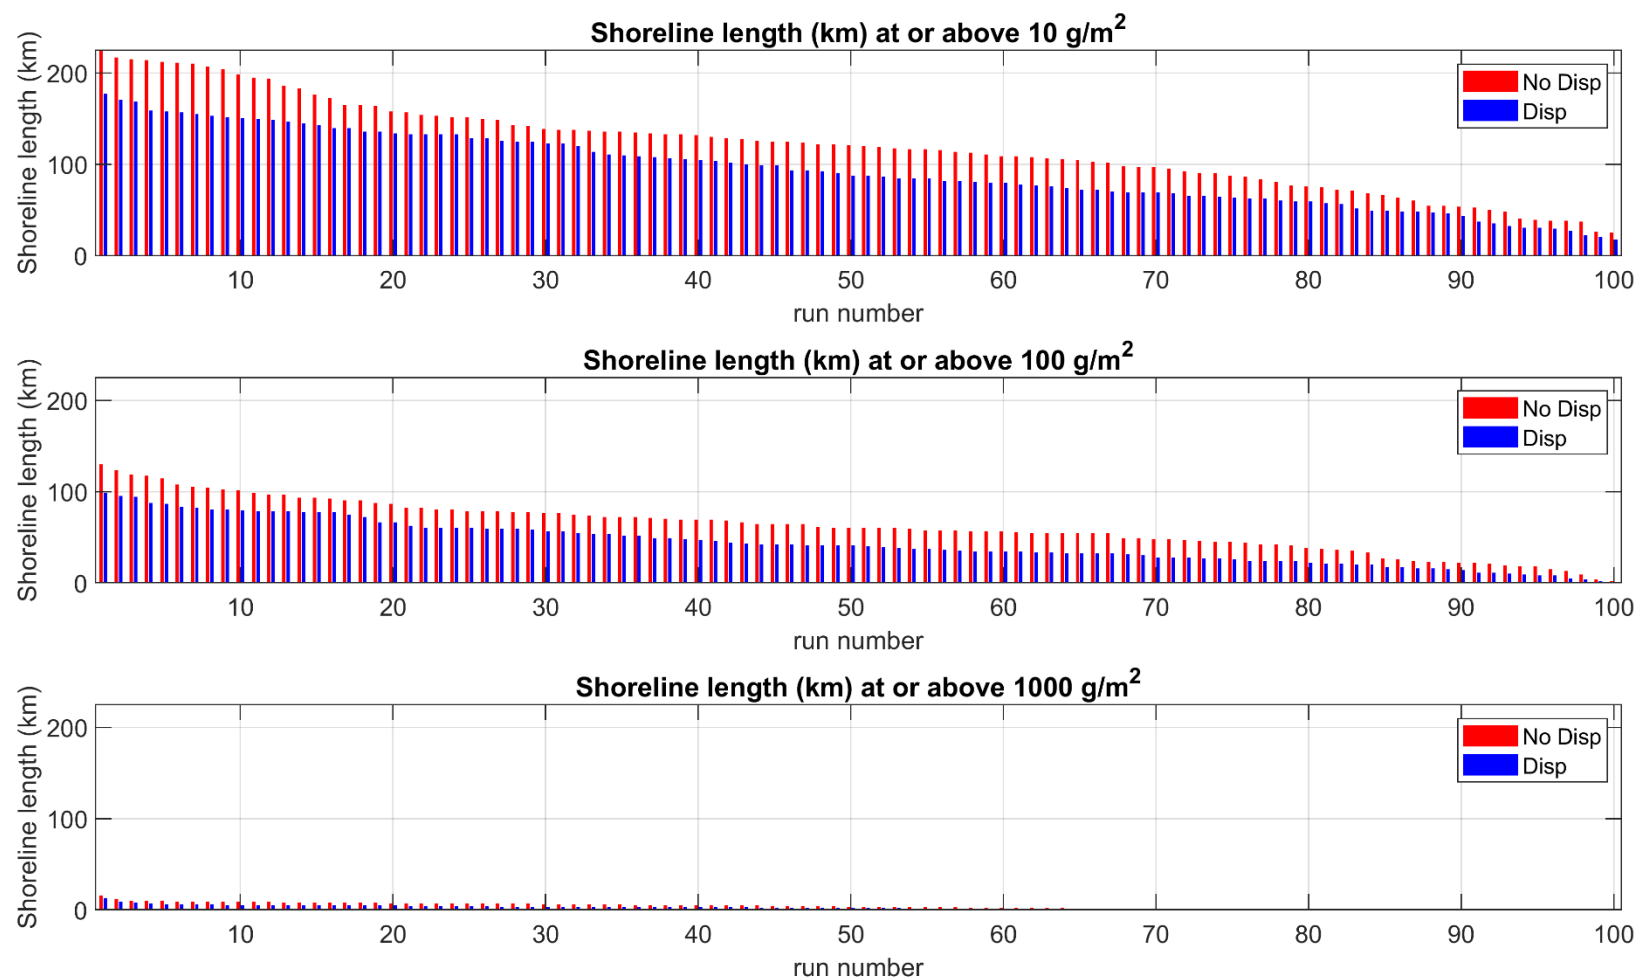 Shoreline length (km) at or above 10 g/m²
Shoreline length (km)
200
100
0
No Disp
Disp
10 20 30 40 50 60 70 80 90 100
run number
Shoreline length (km) at or above 100 g/m²
Shoreline length (km)
200
100
0
No Disp
Disp
10 20 30 40 50 60 70 80 90 100
run number
Shoreline length (km) at or above 1000 g/m²
Shoreline length (km)
200
100
0
No Disp
Disp
10 20 30 40 50 60 70 80 90 100
run number